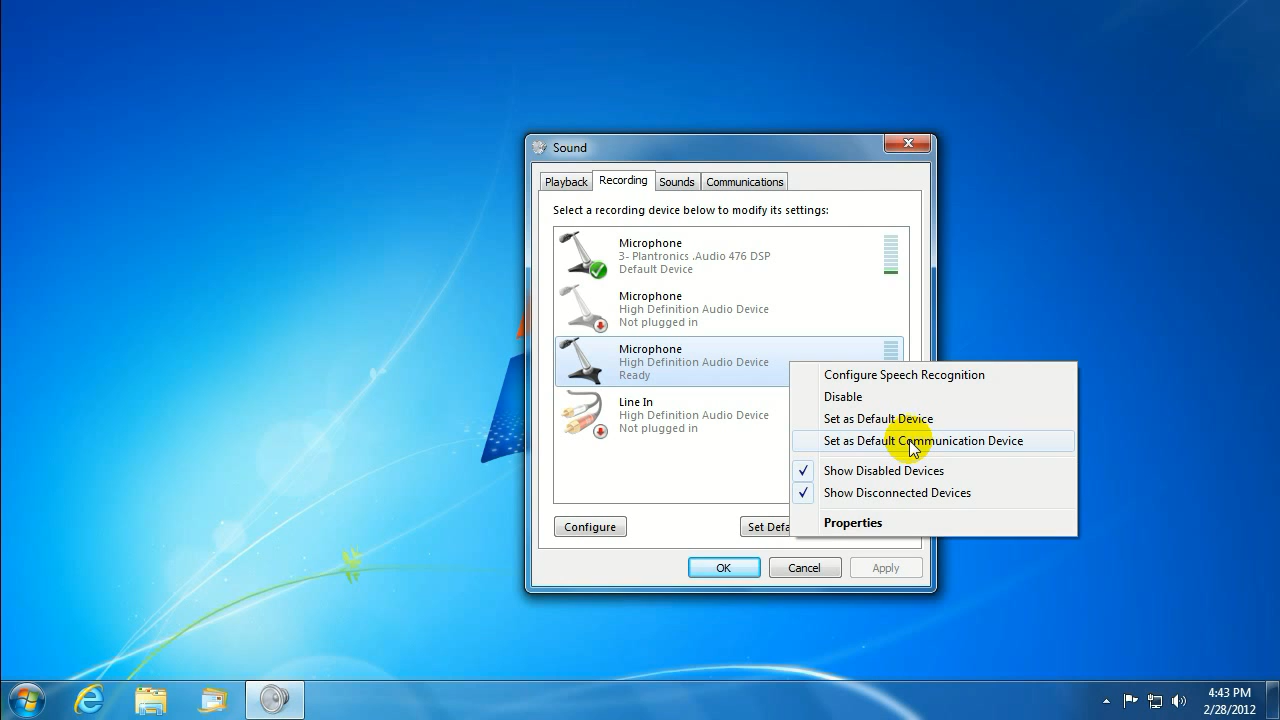 Sound
Playback
Recording
Sounds
Communications
Select a recording device below to modify its settings:
Microphone
3- Plantronics .Audio 476 DSP
Default Device
Microphone
High Definition Audio Device
Not plugged in
Microphone
High Definition Audio Device
Ready
Line In
High Definition Audio Device
Not plugged in
Configure Speech Recognition
Disable
Set as Default Device
Set as Default Communication Device
Show Disabled Devices
Show Disconnected Devices
Properties
Configure
Set Defa
OK
Cancel
Apply
4:43 PM
2/28/2012